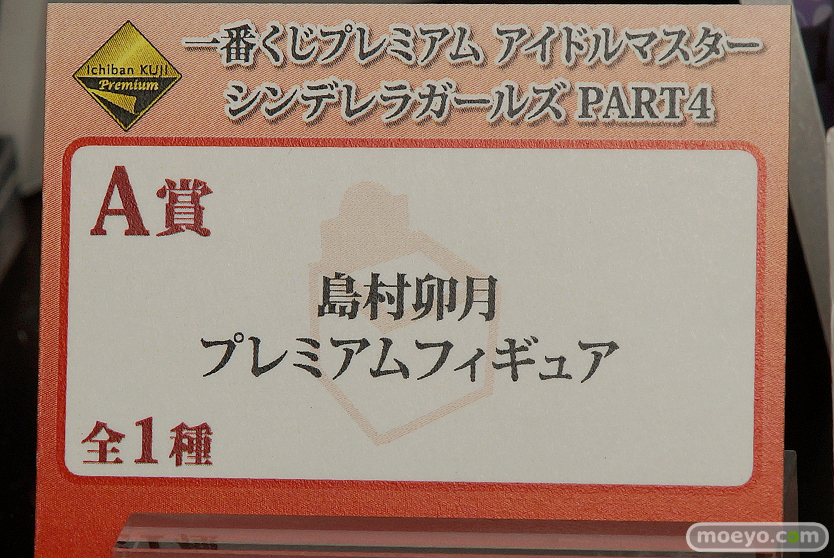 Ichiban KUJI
Premium
一番くじプレミアム アイドルマスター
シンデレラガールズ PART4
A賞
島村卯月
プレミアムフィギュア
全1種
moeyo.com